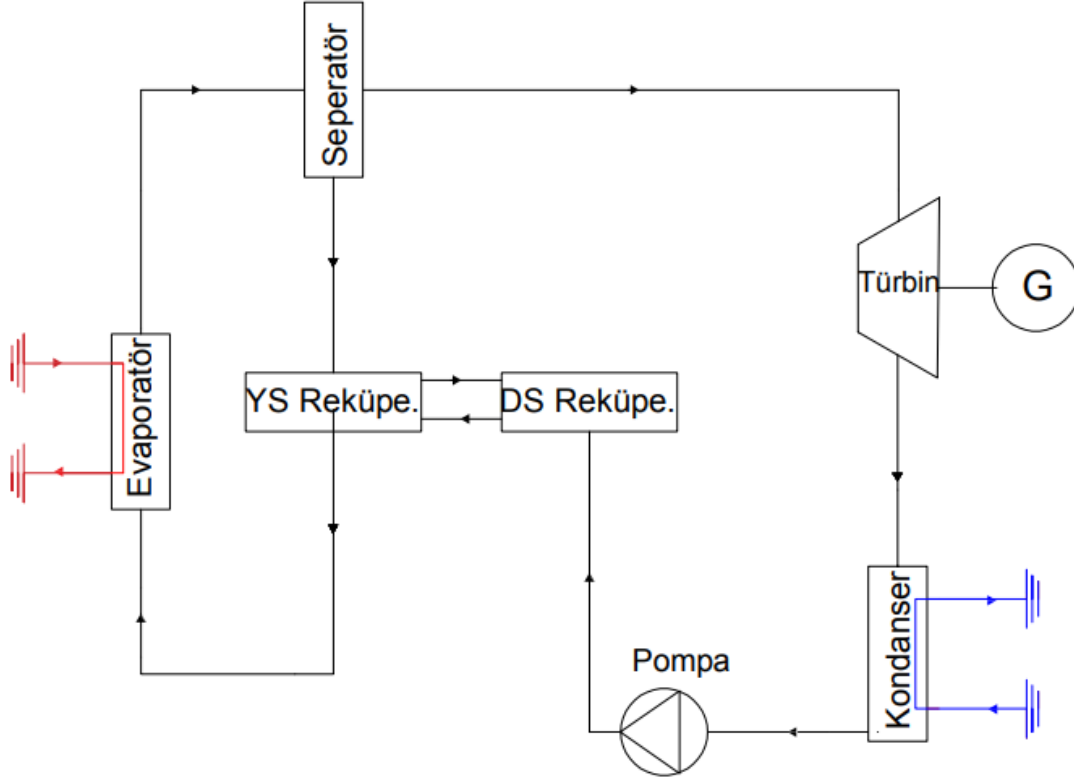 Seperatör
Türbin
G
Evaporatör
YS Reküpe.
DS Reküpe.
Kondanser
Pompa